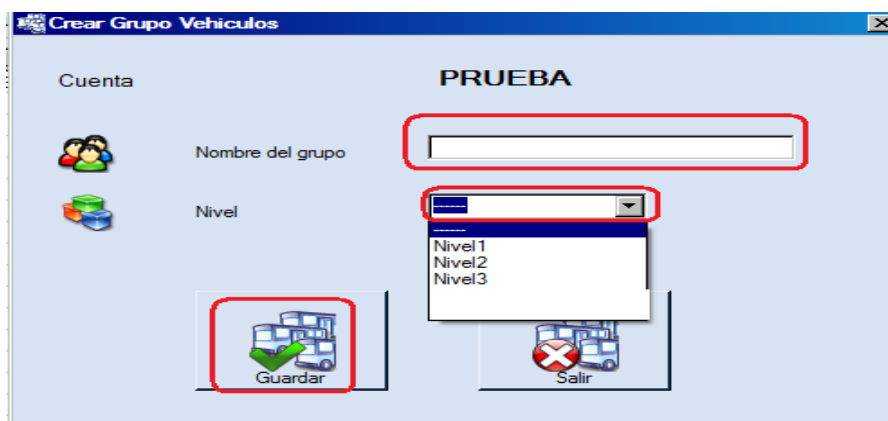 Crear Grupo Vehiculos
Cuenta
PRUEBA
Nombre del grupo
Nivel
------
------
Nivel1
Nivel2
Nivel3
Guardar
Salir